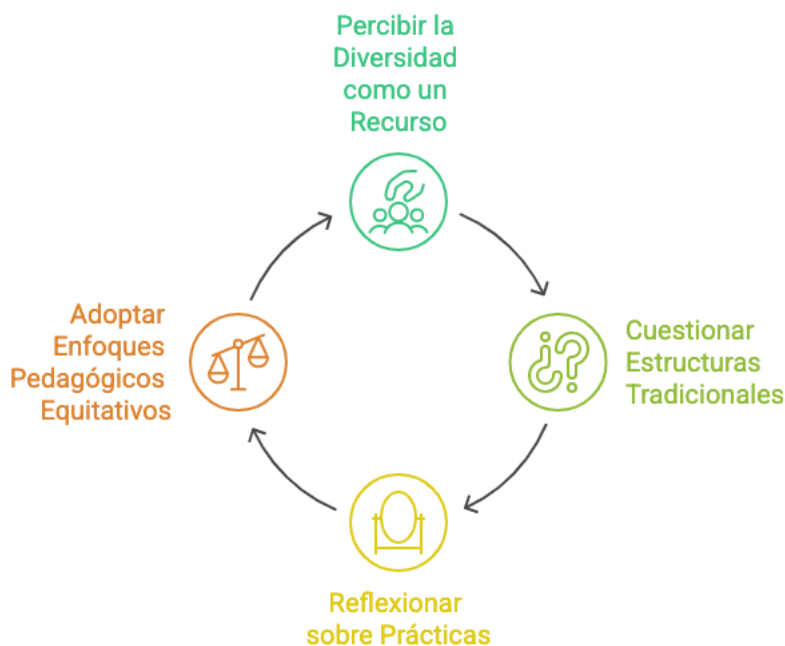 Percibir la
Diversidad
como un
Recurso
Cuestionar
Estructuras
Tradicionales
Reflexionar
sobre Prácticas
Adoptar
Enfoques
Pedagógicos
Equitativos
¿?